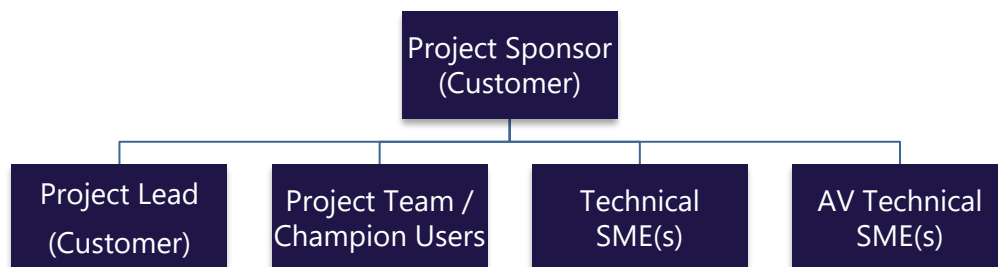 Project Sponsor
(Customer)
Project Lead
(Customer)
Project Team /
Champion Users
Technical
SME(s)
AV Technical
SME(s)